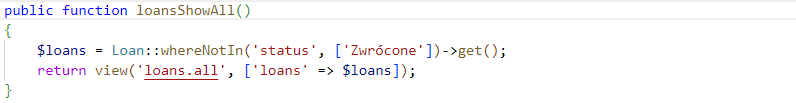 public function loansShowAll()
{
    $loans = Loan::whereNotIn('status', ['Zwrócone'])->get();
    return view('loans.all', ['loans' => $loans]);
}